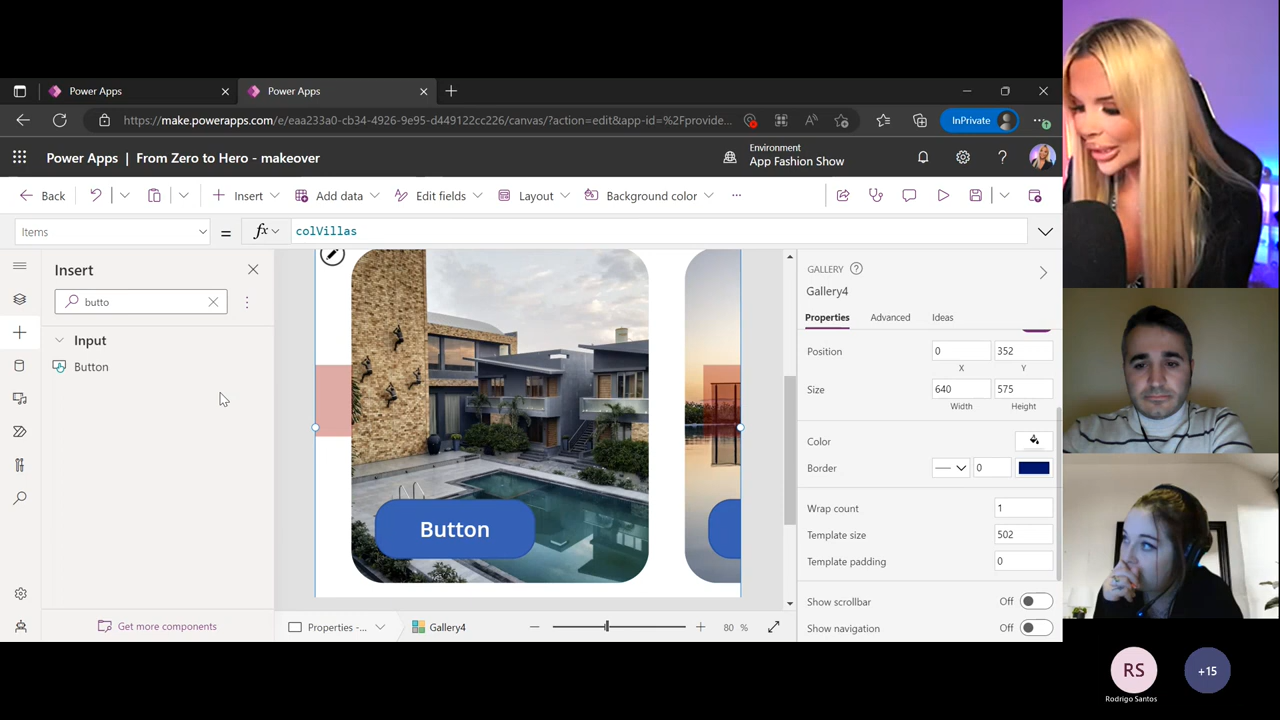 Power Apps
Power Apps
https://make.powerapps.com/e/eaa233a0-cb34-4926-9e95-d449122cc226/canvas/?action=edit&app-id=%2Fprovide...
InPrivate
Power Apps | From Zero to Hero - makeover
Environment
App Fashion Show
Back
Insert
Add data
Edit fields
Layout
Background color
Items
=
fx
colVillas
Insert
butto
Input
Button
Get more components
Button
Properties -...
Gallery4
80 %
GALLERY
Gallery4
Properties
Advanced
Ideas
Position
0
352
X
Y
Size
640
575
Width
Height
Color
Border
0
Wrap count
1
Template size
502
Template padding
0
Show scrollbar
Off
Show navigation
Off
RS
Rodrigo Santos
+15